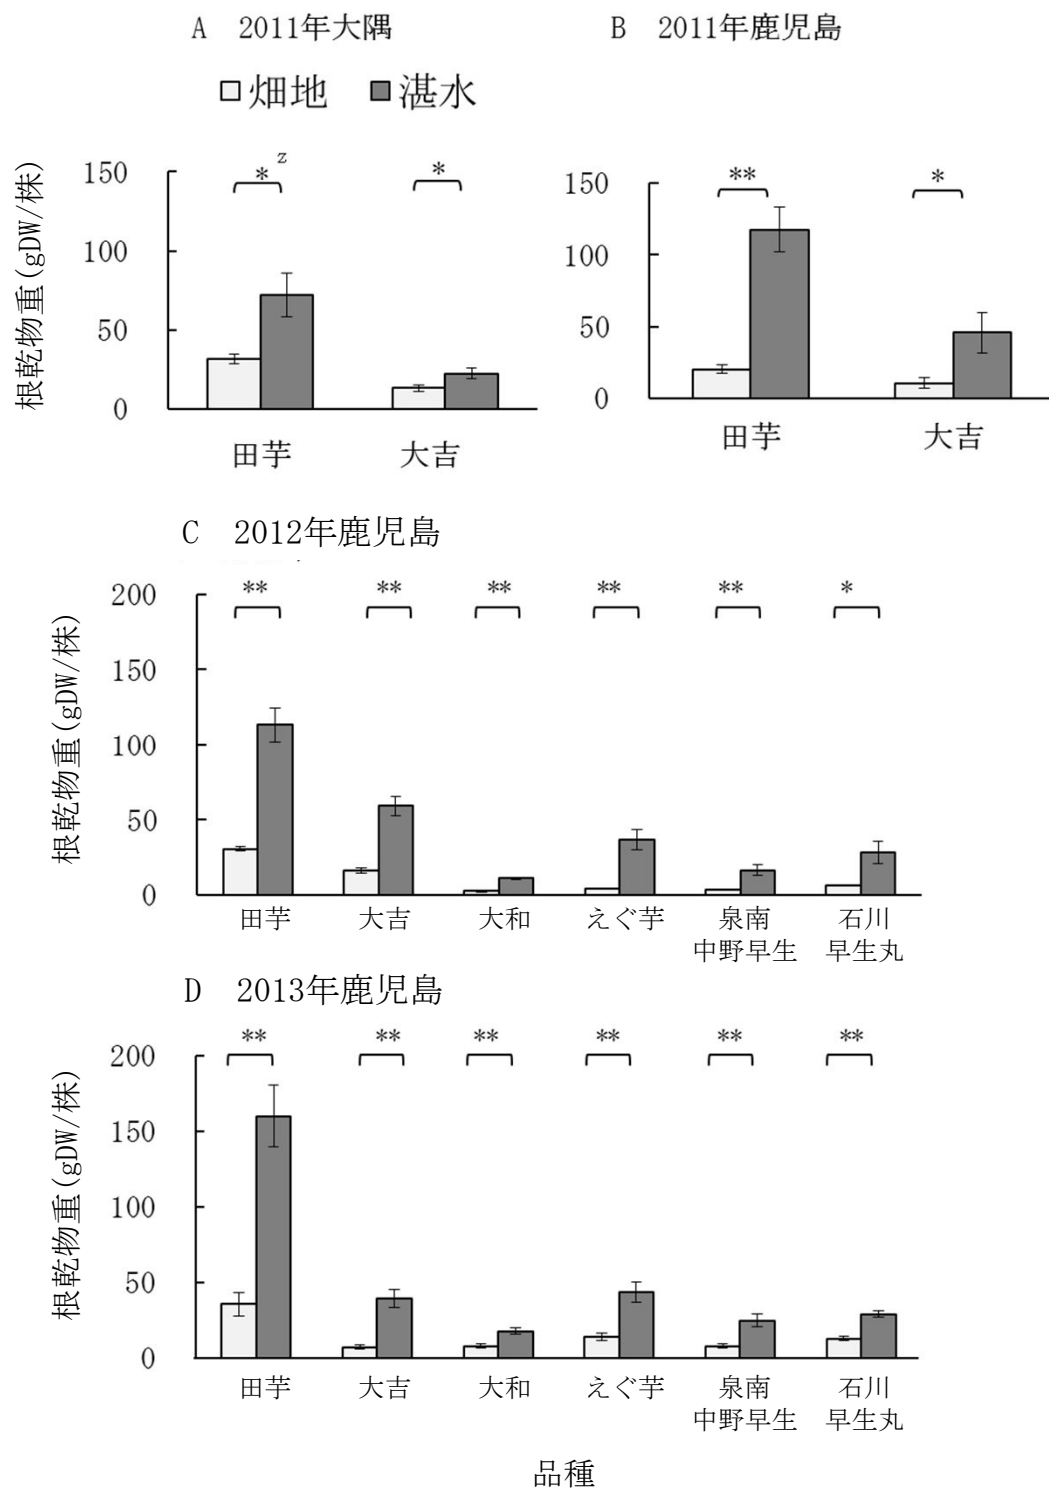 A 2011年大隅
B 2011年鹿児島
畑地 湛水
根乾物重(gDW/株)
150
100
50
0
*z
*
田芋 大吉
150
100
50
0
**
*
田芋 大吉
C 2012年鹿児島
根乾物重(gDW/株)
200
150
100
50
0
** ** ** ** ** *
田芋 大吉 大和 えぐ芋 泉南 石川
中野早生 早生丸
D 2013年鹿児島
根乾物重(gDW/株)
200
150
100
50
0
** ** ** ** ** **
田芋 大吉 大和 えぐ芋 泉南 石川
中野早生 早生丸
品種